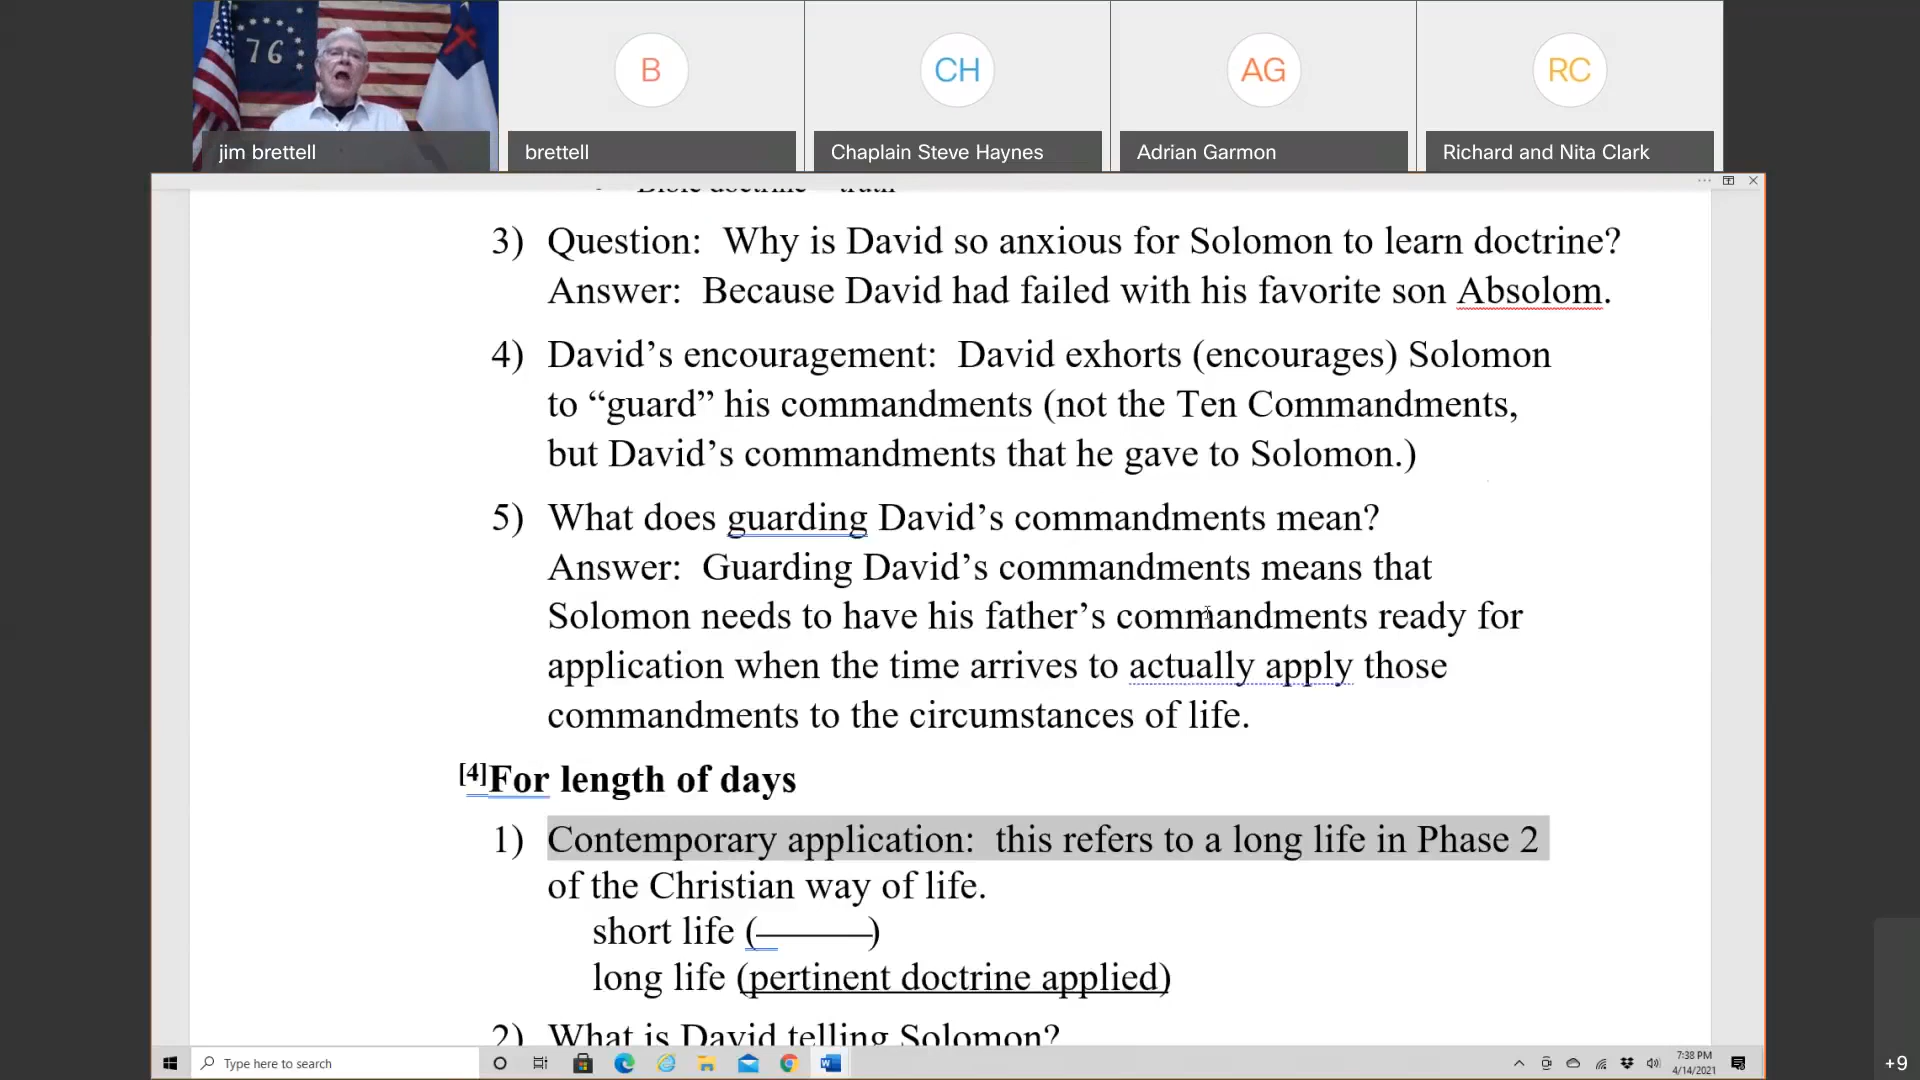 76
B
CH
AG
RC
jim brettell
brettell
Chaplain Steve Haynes
Adrian Garmon
Richard and Nita Clark
Bible doctrine truth
3) Question: Why is David so anxious for Solomon to learn doctrine?
Answer: Because David had failed with his favorite son Absolom.
4) David’s encouragement: David exhorts (encourages) Solomon
to “guard” his commandments (not the Ten Commandments,
but David’s commandments that he gave to Solomon.)
5) What does guarding David’s commandments mean?
Answer: Guarding David’s commandments means that
Solomon needs to have his father’s commandments ready for
application when the time arrives to actually apply those
commandments to the circumstances of life.
[4]For length of days
1) Contemporary application: this refers to a long life in Phase 2
of the Christian way of life.
short life (______)
long life (pertinent doctrine applied)
2) What is David telling Solomon?
Type here to search
7:38 PM
4/14/2021
+9